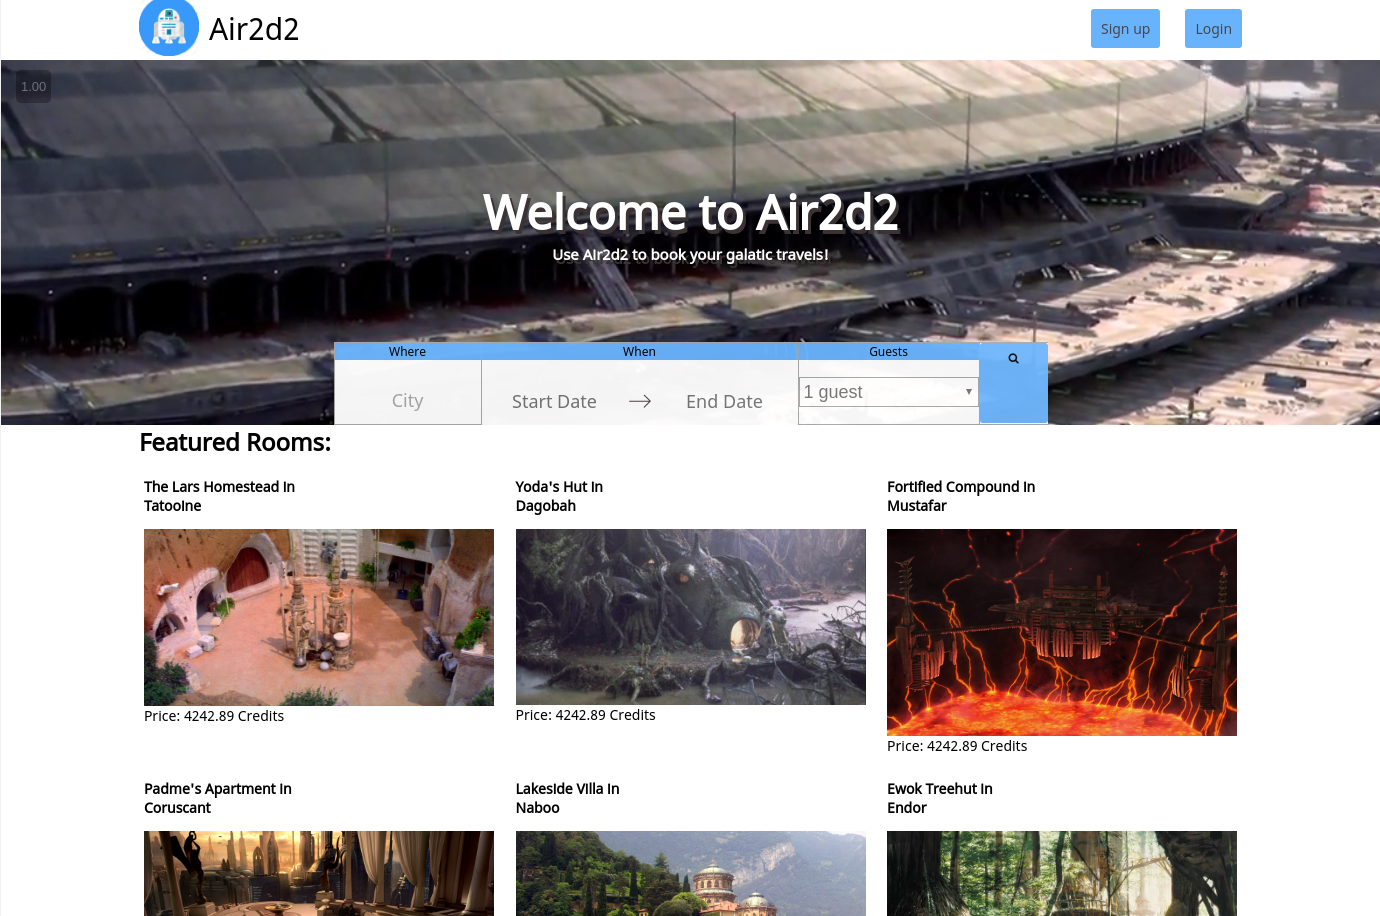 Air2d2
Sign up
Login
1.00
Welcome to Air2d2
Use Air2d2 to book your galatic travels!
Where
When
Guests
City
Start Date
End Date
1 guest
Featured Rooms:
The Lars Homestead in
Tatooine
Yoda's Hut in
Dagobah
Fortified Compound in
Mustafar
Price: 4242.89 Credits
Price: 4242.89 Credits
Price: 4242.89 Credits
Padme's Apartment in
Coruscant
Lakeside Villa in
Naboo
Ewok Treehut in
Endor